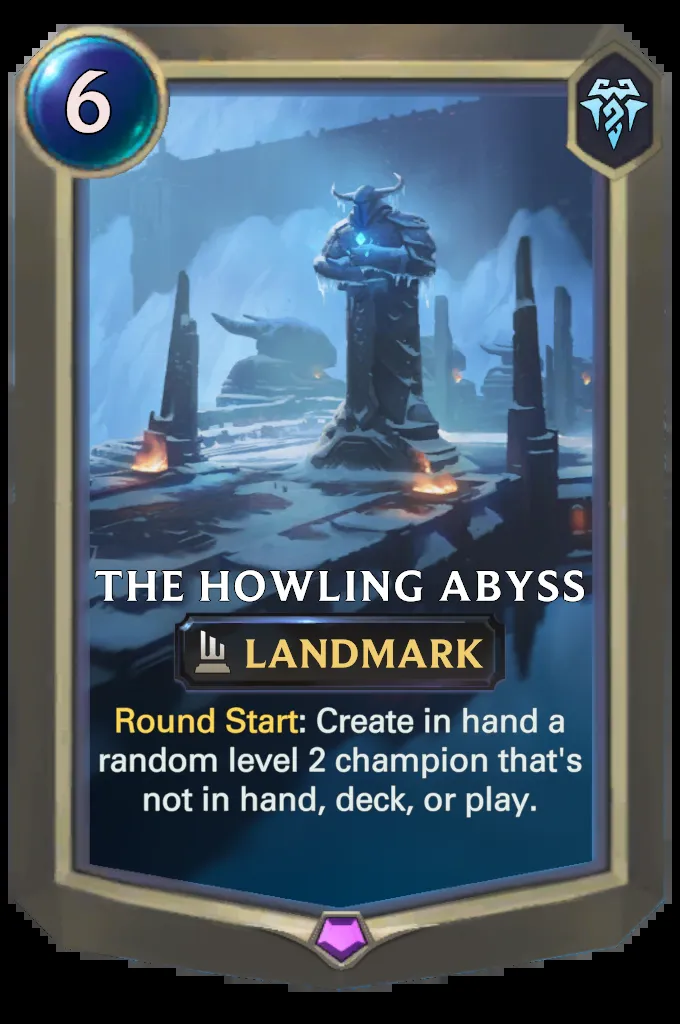 6
THE HOWLING ABYSS
LANDMARK
Round Start: Create in hand a
random level 2 champion that's
not in hand, deck, or play.